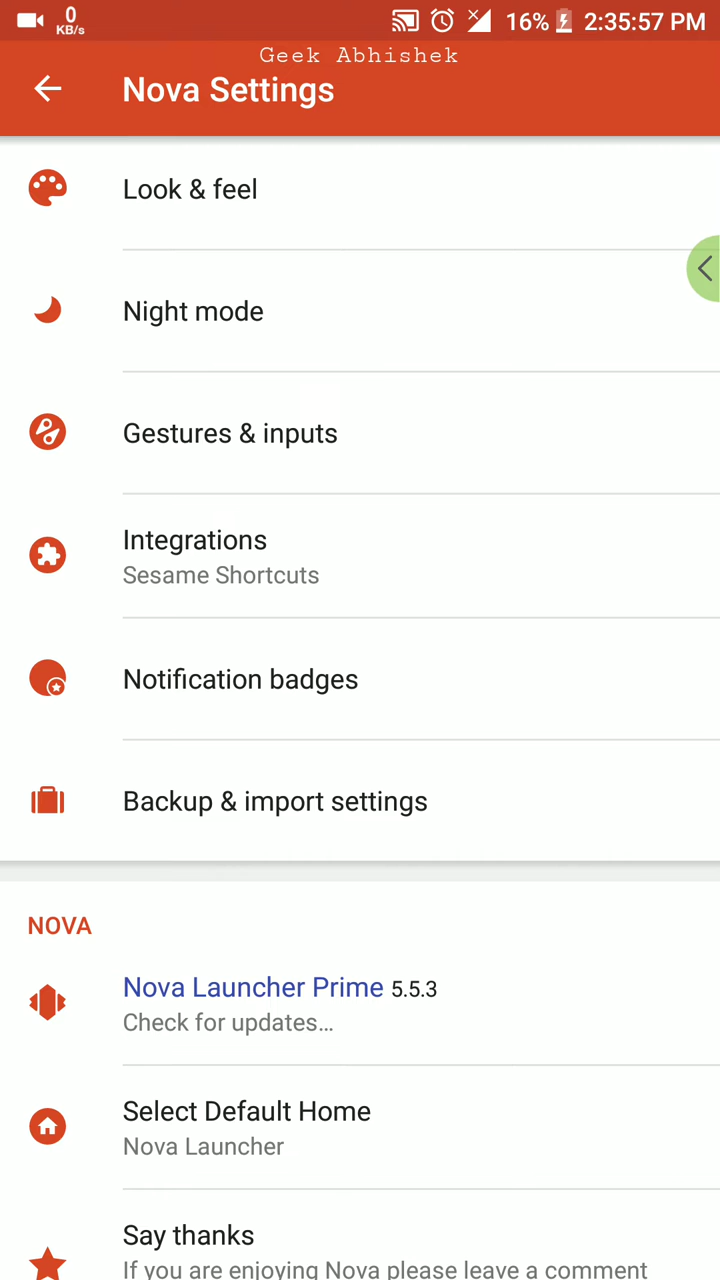 0
KB/s
16%
2:35:57 PM
Geek Abhishek
Nova Settings
Look & feel
Night mode
Gestures & inputs
Integrations
Sesame Shortcuts
Notification badges
Backup & import settings
NOVA
Nova Launcher Prime 5.5.3
Check for updates…
Select Default Home
Nova Launcher
Say thanks
If you are enjoying Nova please leave a comment